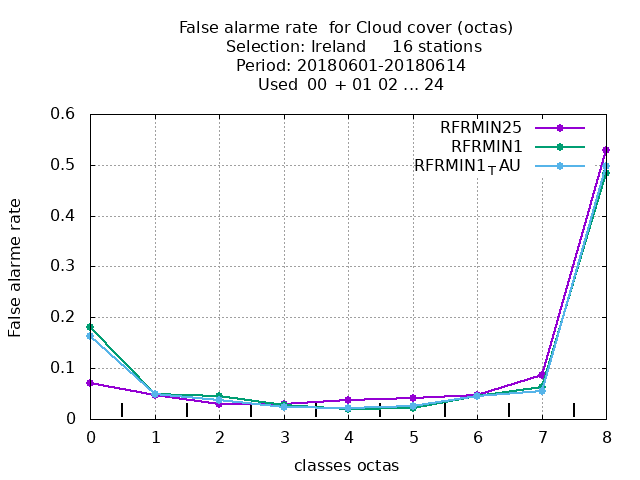 False alarme rate  for Cloud cover (octas)
Selection: Ireland     16 stations
Period: 20180601-20180614
Used  00 + 01 02 ... 24
0.6
0.5
0.4
0.3
0.2
0.1
0
False alarme rate
RFRMIN25
RFRMIN1
RFRMIN1TAU
0 1 2 3 4 5 6 7 8
classes octas